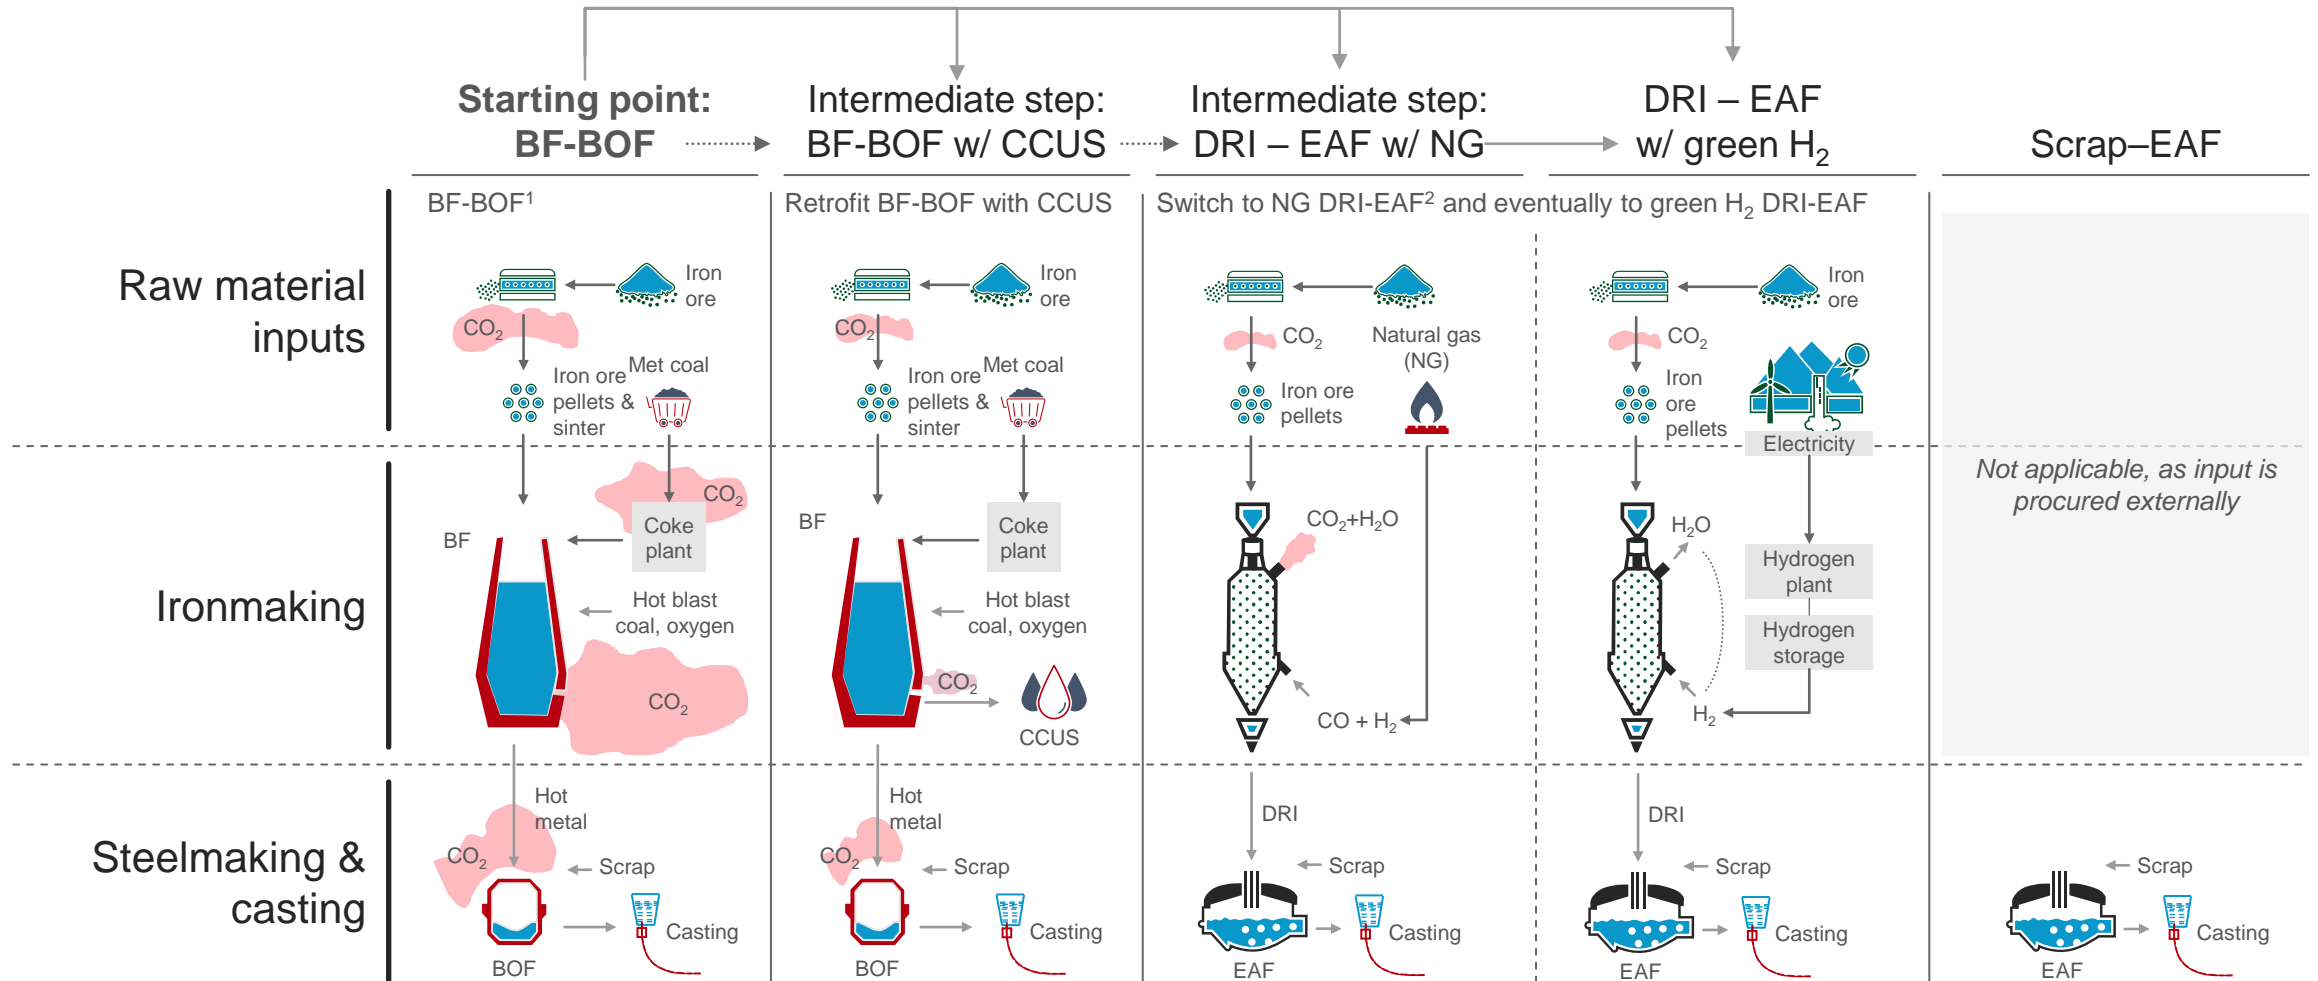 Starting point:
BF-BOF
Intermediate step:
BF-BOF w/ CCUS
Intermediate step:
DRI – EAF w/ NG
DRI – EAF
w/ green H₂
Scrap–EAF
BF-BOF¹
Retrofit BF-BOF with CCUS
Switch to NG DRI-EAF² and eventually to green H₂ DRI-EAF
Raw material
inputs
Iron
ore
CO₂
Met coal
Iron ore
pellets &
sinter
Iron
ore
CO₂
Met coal
Iron ore
pellets &
sinter
CO₂
Natural gas
(NG)
Iron ore
pellets
Iron
ore
CO₂
Iron
ore
pellets
Electricity
Ironmaking
CO₂
Coke
plant
BF
Hot blast
coal, oxygen
CO₂
BF
Coke
plant
Hot blast
coal, oxygen
CO₂
CCUS
CO₂+H₂O
CO + H₂
H₂O
Hydrogen
plant
Hydrogen
storage
H₂
Not applicable, as input is
procured externally
Steelmaking &
casting
Hot
metal
CO₂
Scrap
Casting
BOF
Hot
metal
CO₂
Scrap
Casting
BOF
DRI
Scrap
Casting
EAF
DRI
Scrap
Casting
EAF
Scrap
Casting
EAF